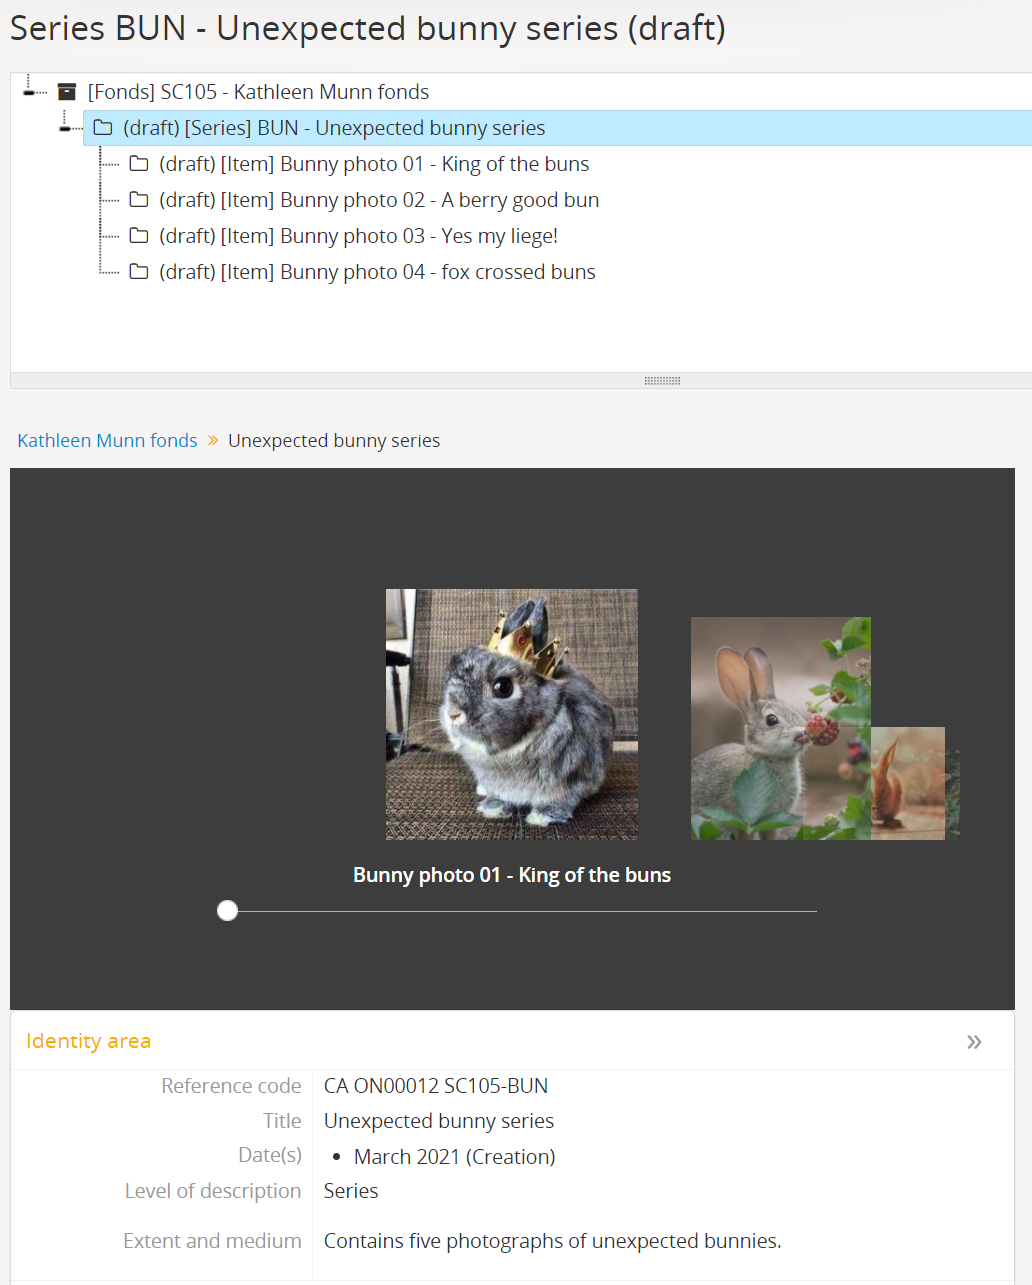 Series BUN - Unexpected bunny series (draft)
[Fonds] SC105 - Kathleen Munn fonds
(draft) [Series] BUN - Unexpected bunny series
(draft) [Item] Bunny photo 01 - King of the buns
(draft) [Item] Bunny photo 02 - A berry good bun
(draft) [Item] Bunny photo 03 - Yes my liege!
(draft) [Item] Bunny photo 04 - fox crossed buns
Kathleen Munn fonds » Unexpected bunny series
Bunny photo 01 - King of the buns
Identity area »
Reference code CA ON00012 SC105-BUN
Title Unexpected bunny series
Date(s) • March 2021 (Creation)
Level of description Series
Extent and medium Contains five photographs of unexpected bunnies.